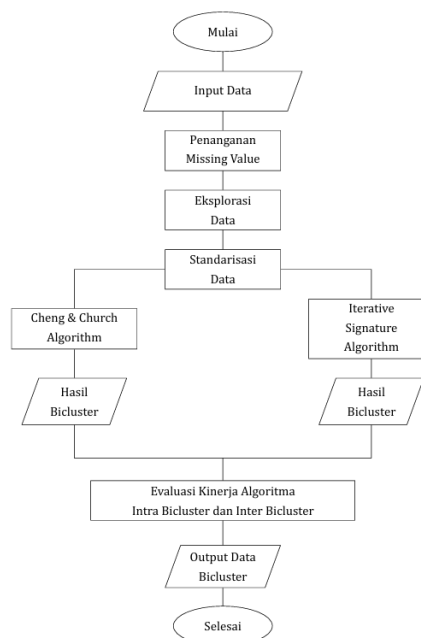 Mulai
Input Data
Penanganan
Missing Value
Eksplorasi
Data
Standarisasi
Data
Cheng & Church
Algorithm
Iterative
Signature
Algorithm
Hasil
Bicluster
Hasil
Bicluster
Evaluasi Kinerja Algoritma
Intra Bicluster dan Inter Bicluster
Output Data
Bicluster
Selesai